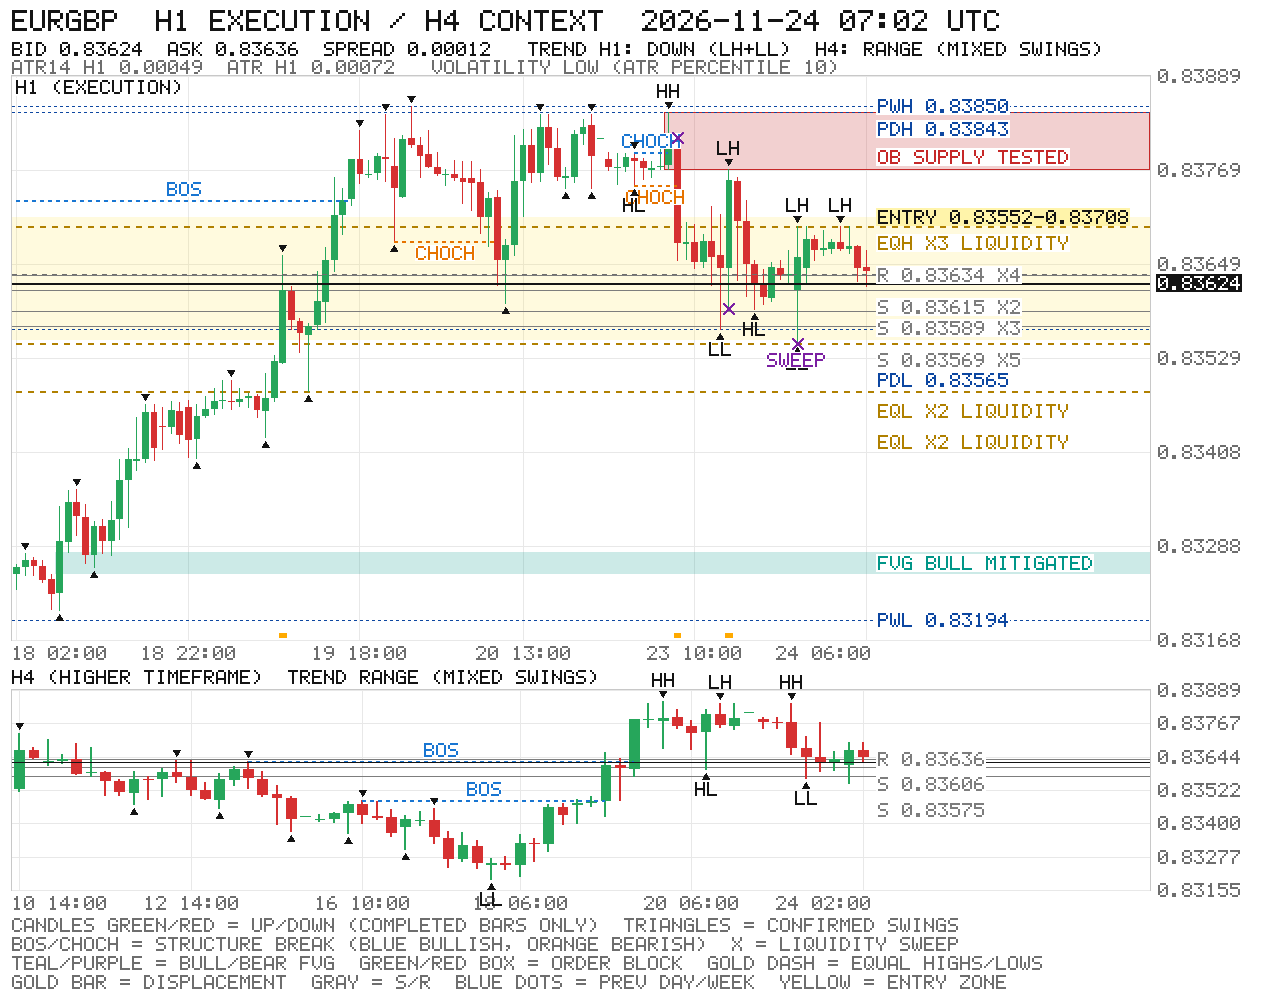 EURGBP H1 EXECUTION / H4 CONTEXT 2026-11-24 07:02 UTC
BID 0.83624 ASK 0.83636 SPREAD 0.00012 TREND H1: DOWN (LH+LL) H4: RANGE (MIXED SWINGS)
ATR14 H1 0.00049 ATR H1 0.00072 VOLATILITY LOW (ATR PERCENTILE 10)
H1 (EXECUTION)
0.83889
HH
PWH 0.83850
PDH 0.83843
CHOCH
LH
OB SUPPLY TESTED
0.83769
BOS
CHOCH
HL
LH
LH
ENTRY 0.83552-0.83708
EQH X3 LIQUIDITY
CHOCH
0.83649
R 0.83634 X4
0.83624
S 0.83615 X2
S 0.83589 X3
HL
LL
SWEEP
S 0.83569 X5
0.83529
PDL 0.83565
EQL X2 LIQUIDITY
EQL X2 LIQUIDITY
0.83408
0.83288
FVG BULL MITIGATED
PWL 0.83194
0.83168
18 02:00 18 22:00 19 18:00 20 13:00 23 10:00 24 06:00
H4 (HIGHER TIMEFRAME) TREND RANGE (MIXED SWINGS)
HH LH HH
0.83889
0.83767
BOS
0.83644
R 0.83636
S 0.83606
BOS
HL
LL
0.83522
S 0.83575
0.83400
0.83277
0.83155
LL
10 14:00 12 14:00 16 10:00 06:00 20 06:00 24 02:00
CANDLES GREEN/RED = UP/DOWN (COMPLETED BARS ONLY) TRIANGLES = CONFIRMED SWINGS
BOS/CHOCH = STRUCTURE BREAK (BLUE BULLISH, ORANGE BEARISH) X = LIQUIDITY SWEEP
TEAL/PURPLE = BULL/BEAR FVG GREEN/RED BOX = ORDER BLOCK GOLD DASH = EQUAL HIGHS/LOWS
GOLD BAR = DISPLACEMENT GRAY = S/R BLUE DOTS = PREV DAY/WEEK YELLOW = ENTRY ZONE